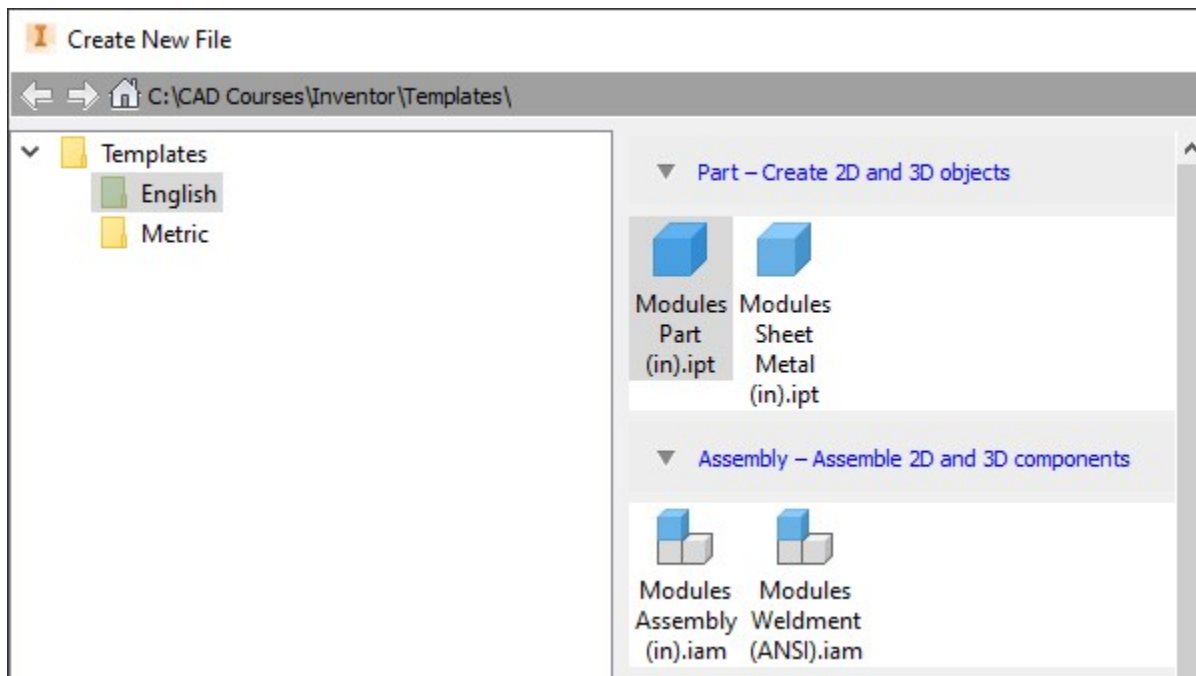 Create New File
C:\CAD Courses\Inventor\Templates\
Templates
English
Metric
Part – Create 2D and 3D objects
Modules
Part
(in).ipt
Modules
Sheet
Metal
(in).ipt
Assembly – Assemble 2D and 3D components
Modules
Assembly
(in).iam
Modules
Weldment
(ANSI).iam